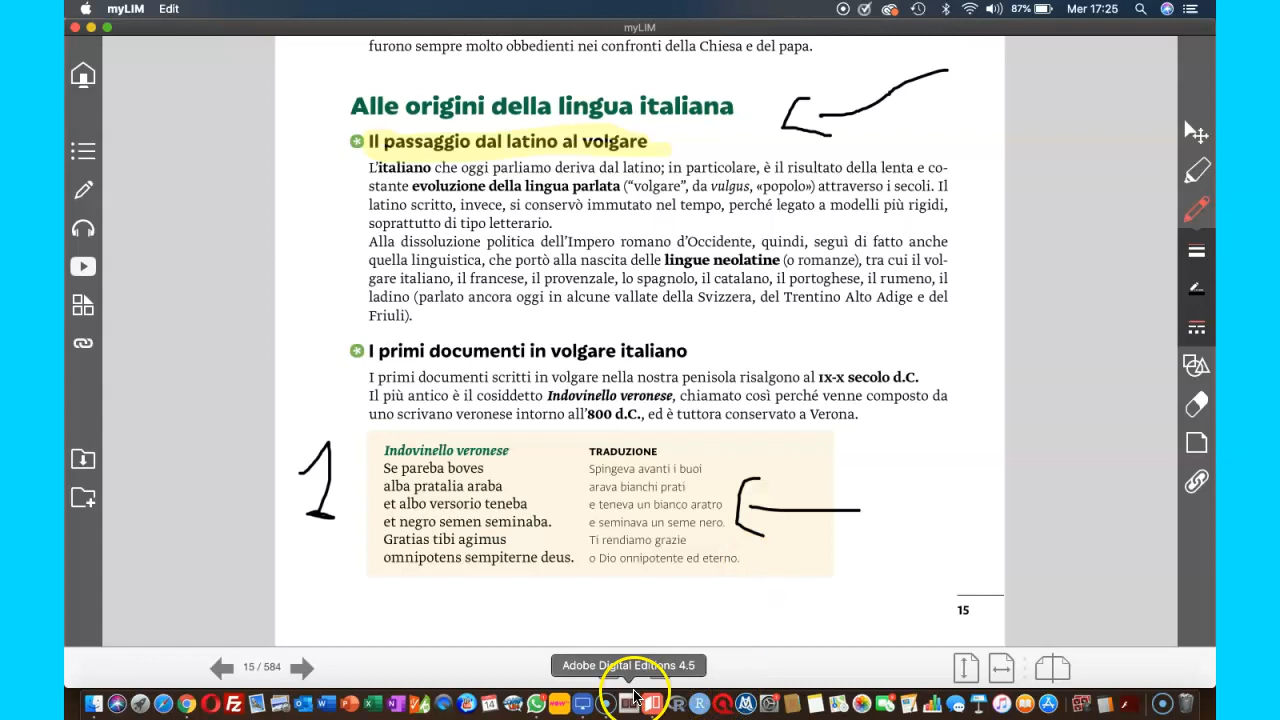 myLIM Edit 87% Mer 17:25
myLIM
furono sempre molto obbedienti nei confronti della Chiesa e del papa.
Alle origini della lingua italiana
Il passaggio dal latino al volgare
L'italiano che oggi parliamo deriva dal latino; in particolare, è il risultato della lenta e co-
stante evoluzione della lingua parlata ("volgare", da vulgus, «popolo») attraverso i secoli. Il
latino scritto, invece, si conservò immutato nel tempo, perché legato a modelli più rigidi,
soprattutto di tipo letterario.
Alla dissoluzione politica dell'Impero romano d'Occidente, quindi, seguì di fatto anche
quella linguistica, che portò alla nascita delle lingue neolatine (o romanze), tra cui il vol-
gare italiano, il francese, il provenzale, lo spagnolo, il catalano, il portoghese, il rumeno, il
ladino (parlato ancora oggi in alcune vallate della Svizzera, del Trentino Alto Adige e del
Friuli).
I primi documenti in volgare italiano
I primi documenti scritti in volgare nella nostra penisola risalgono al IX-X secolo d.C.
Il più antico è il cosiddetto Indovinello veronese, chiamato così perché venne composto da
uno scrivano veronese intorno all'800 d.C., ed è tuttora conservato a Verona.
1
Indovinello veronese
Se pareba boves
alba pratalia araba
et albo versorio teneba
et negro semen seminaba.
Gratias tibi agimus
omnipotens sempiterne deus.
TRADUZIONE
Spingeva avanti i buoi
arava bianchi prati
e teneva un bianco aratro
e seminava un seme nero.
Ti rendiamo grazie
o Dio onnipotente ed eterno.
15
15 / 584
Adobe Digital Editions 4.5